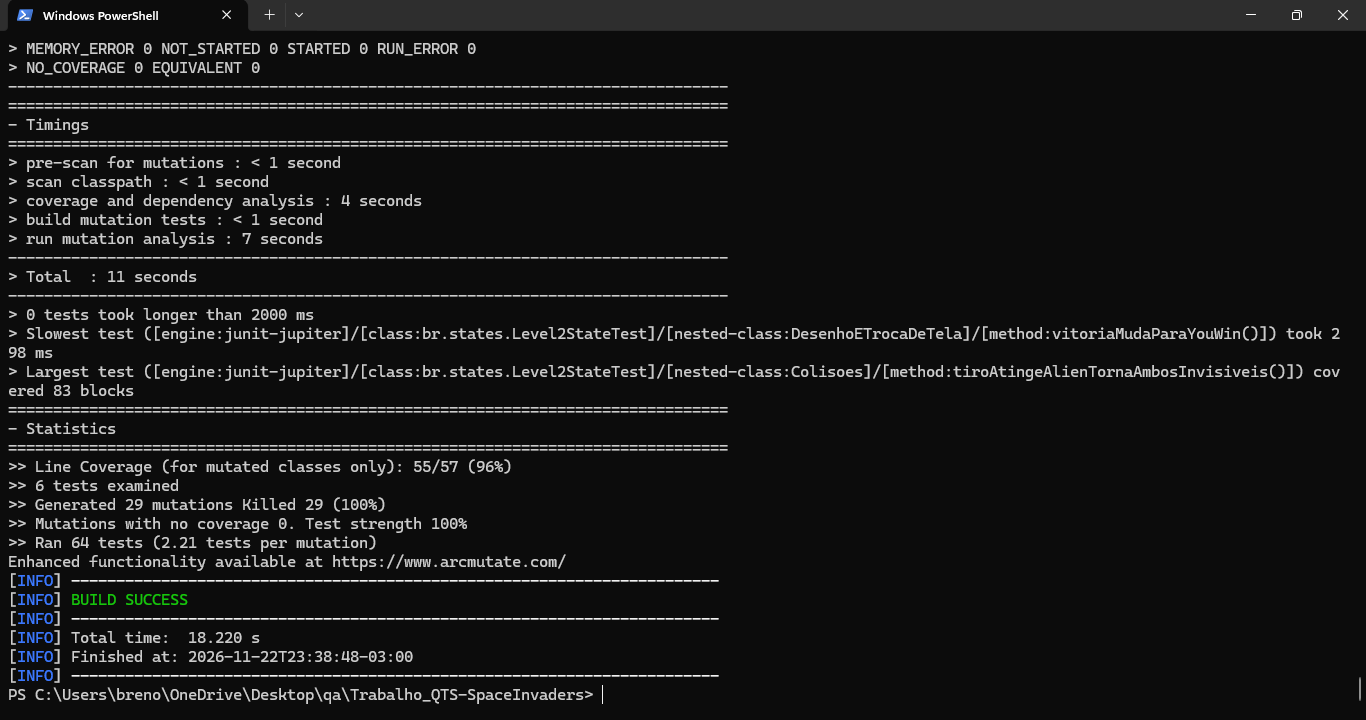 Windows PowerShell
> MEMORY_ERROR 0 NOT_STARTED 0 STARTED 0 RUN_ERROR 0
> NO_COVERAGE 0 EQUIVALENT 0
--------------------------------------------------------------------------------
================================================================================
- Timings
================================================================================
> pre-scan for mutations : < 1 second
> scan classpath : < 1 second
> coverage and dependency analysis : 4 seconds
> build mutation tests : < 1 second
> run mutation analysis : 7 seconds
--------------------------------------------------------------------------------
> Total  : 11 seconds
--------------------------------------------------------------------------------
> 0 tests took longer than 2000 ms
> Slowest test ([engine:junit-jupiter]/[class:br.states.Level2StateTest]/[nested-class:DesenhoETrocaDeTela]/[method:vitoriaMudaParaYouWin()]) took 2
98 ms
> Largest test ([engine:junit-jupiter]/[class:br.states.Level2StateTest]/[nested-class:Colisoes]/[method:tiroAtingeAlienTornaAmbosInvisiveis()]) cov
ered 83 blocks
================================================================================
- Statistics
================================================================================
>> Line Coverage (for mutated classes only): 55/57 (96%)
>> 6 tests examined
>> Generated 29 mutations Killed 29 (100%)
>> Mutations with no coverage 0. Test strength 100%
>> Ran 64 tests (2.21 tests per mutation)
Enhanced functionality available at https://www.arcmutate.com/
[INFO] ------------------------------------------------------------------------
[INFO] BUILD SUCCESS
[INFO] ------------------------------------------------------------------------
[INFO] Total time:  18.220 s
[INFO] Finished at: 2026-11-22T23:38:48-03:00
[INFO] ------------------------------------------------------------------------
PS C:\Users\breno\OneDrive\Desktop\qa\Trabalho_QTS-SpaceInvaders>